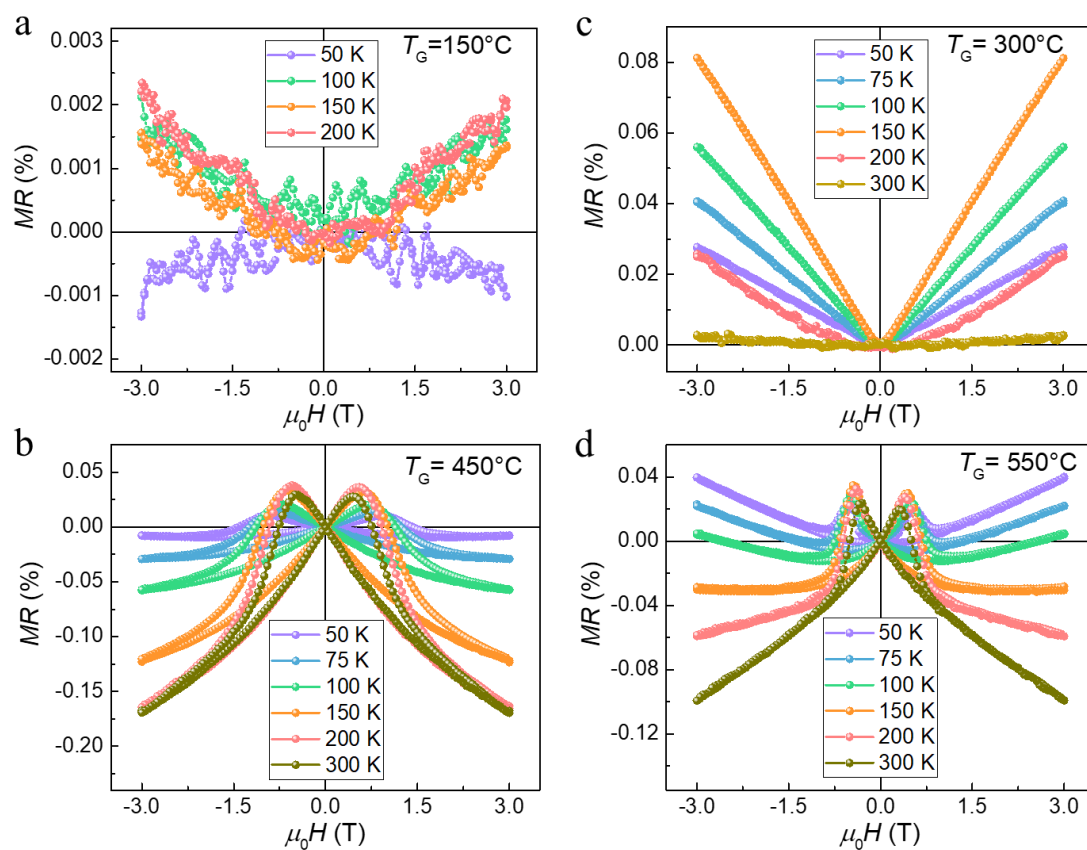 a
T_G=150°C
50 K
100 K
150 K
200 K
0.003
0.002
0.001
0.000
-0.001
-0.002
MR (%)
-3.0 -1.5 0.0 1.5 3.0
μ₀H (T)
c
T_G= 300°C
50 K
75 K
100 K
150 K
200 K
300 K
0.08
0.06
0.04
0.02
0.00
MR (%)
-3.0 -1.5 0.0 1.5 3.0
μ₀H (T)
b
T_G= 450°C
0.05
0.00
-0.05
-0.10
-0.15
-0.20
MR (%)
50 K
75 K
100 K
150 K
200 K
300 K
-3.0 -1.5 0.0 1.5 3.0
μ₀H (T)
d
T_G= 550°C
0.04
0.00
-0.04
-0.08
-0.12
MR (%)
50 K
75 K
100 K
150 K
200 K
300 K
-3.0 -1.5 0.0 1.5 3.0
μ₀H (T)